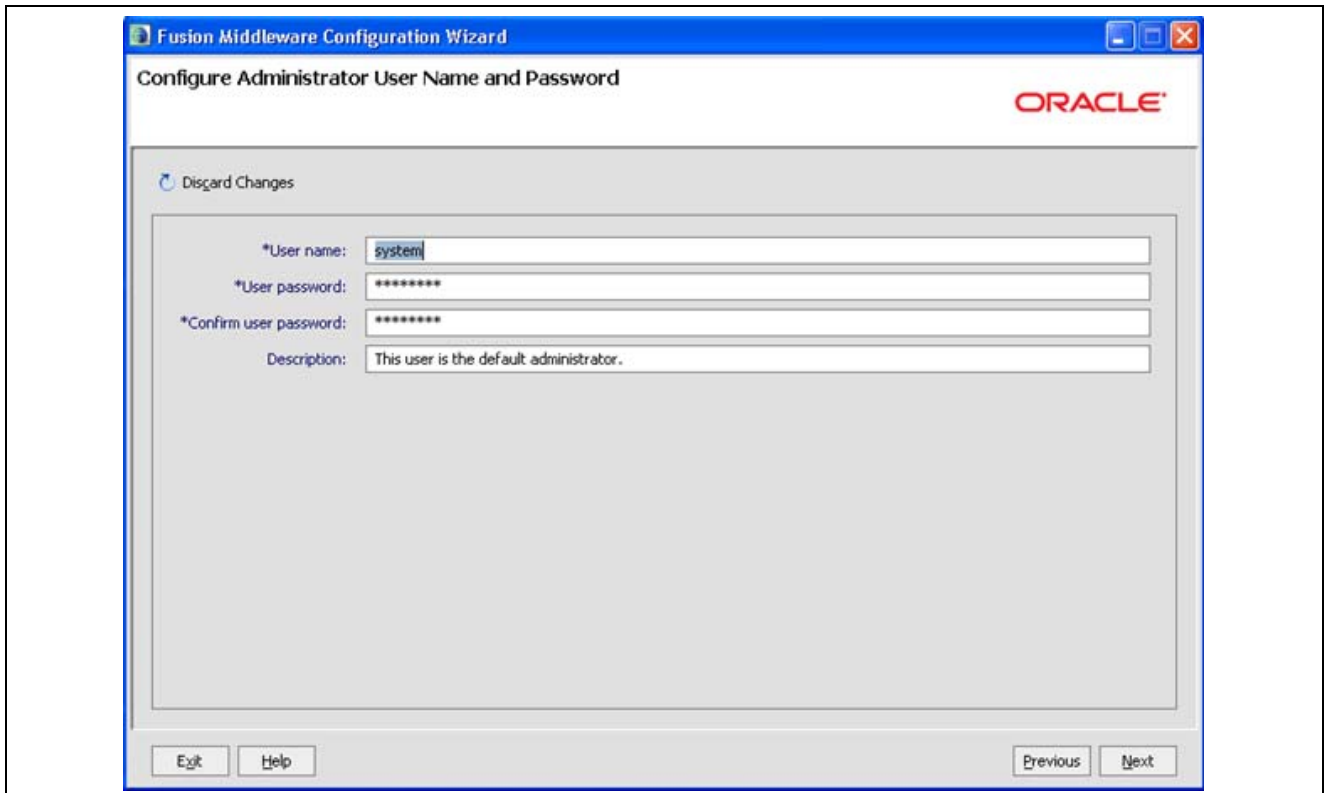 Fusion Middleware Configuration Wizard
Configure Administrator User Name and Password
ORACLE
Discard Changes
*User name: system
*User password: ********
*Confirm user password: ********
Description: This user is the default administrator.
Exit Help Previous Next